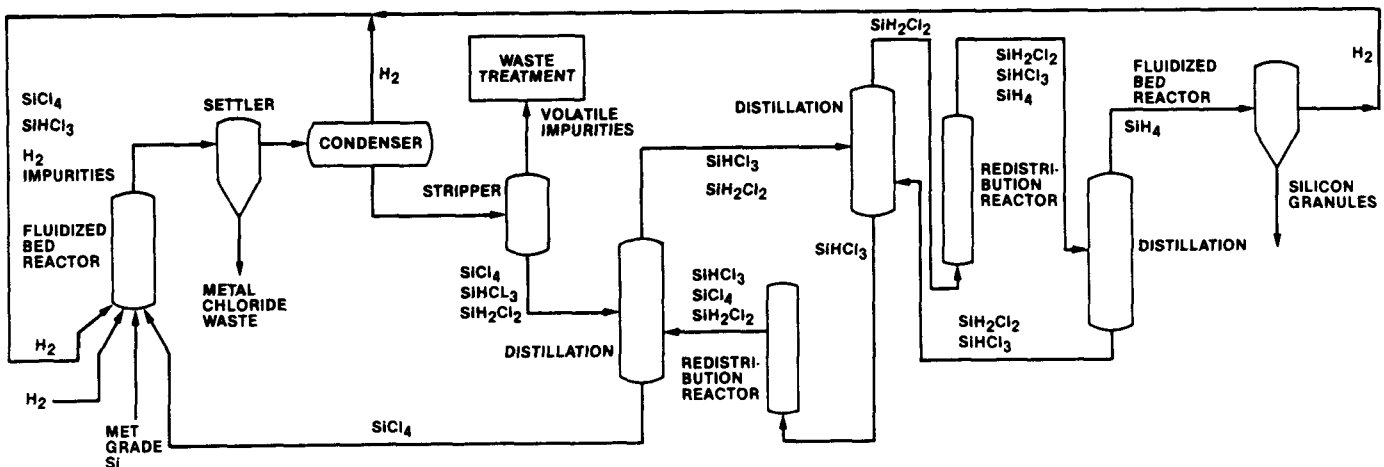 SiCl4
SiHCl3
H2
IMPURITIES
FLUIDIZED
BED
REACTOR
SETTLER
METAL
CHLORIDE
WASTE
H2
H2
MET
GRADE
Si
CONDENSER
H2
WASTE
TREATMENT
VOLATILE
IMPURITIES
STRIPPER
SiCl4
SiHCL3
SiH2Cl2
DISTILLATION
SiCl4
SiHCl3
SiH2Cl2
SiHCl3
SiCl4
SiH2Cl2
REDISTRI-
BUTION
REACTOR
DISTILLATION
SiH2Cl2
SiHCl3
REDISTRI-
BUTION
REACTOR
SiH2Cl2
SiHCl3
SiH4
SiH2Cl2
SiHCl3
DISTILLATION
FLUIDIZED
BED
REACTOR
SiH4
SILICON
GRANULES
H2